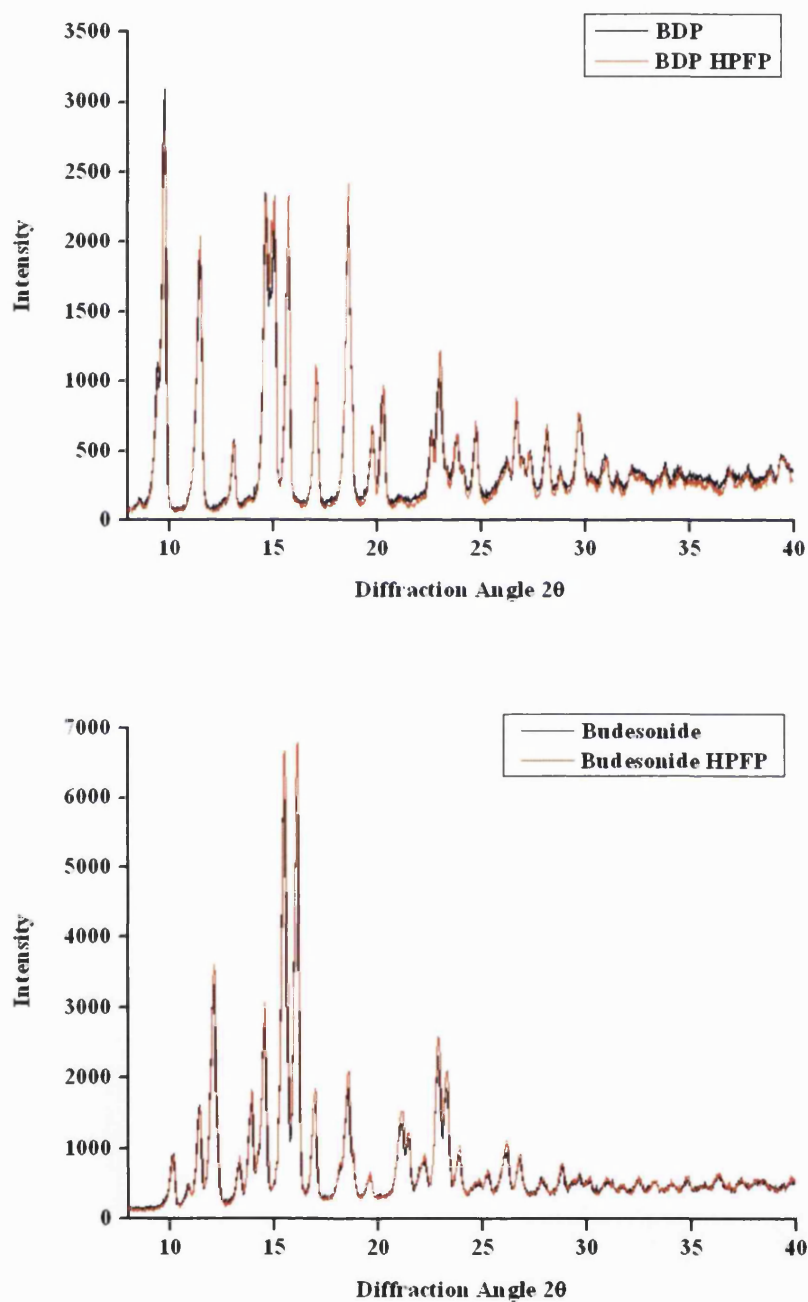 BDP
BDP HPFP
3500
3000
2500
2000
1500
1000
500
0
Intensity
10 15 20 25 30 35 40
Diffraction Angle 2θ
Budesonide
Budesonide HPFP
7000
6000
5000
4000
3000
2000
1000
0
Intensity
10 15 20 25 30 35 40
Diffraction Angle 2θ